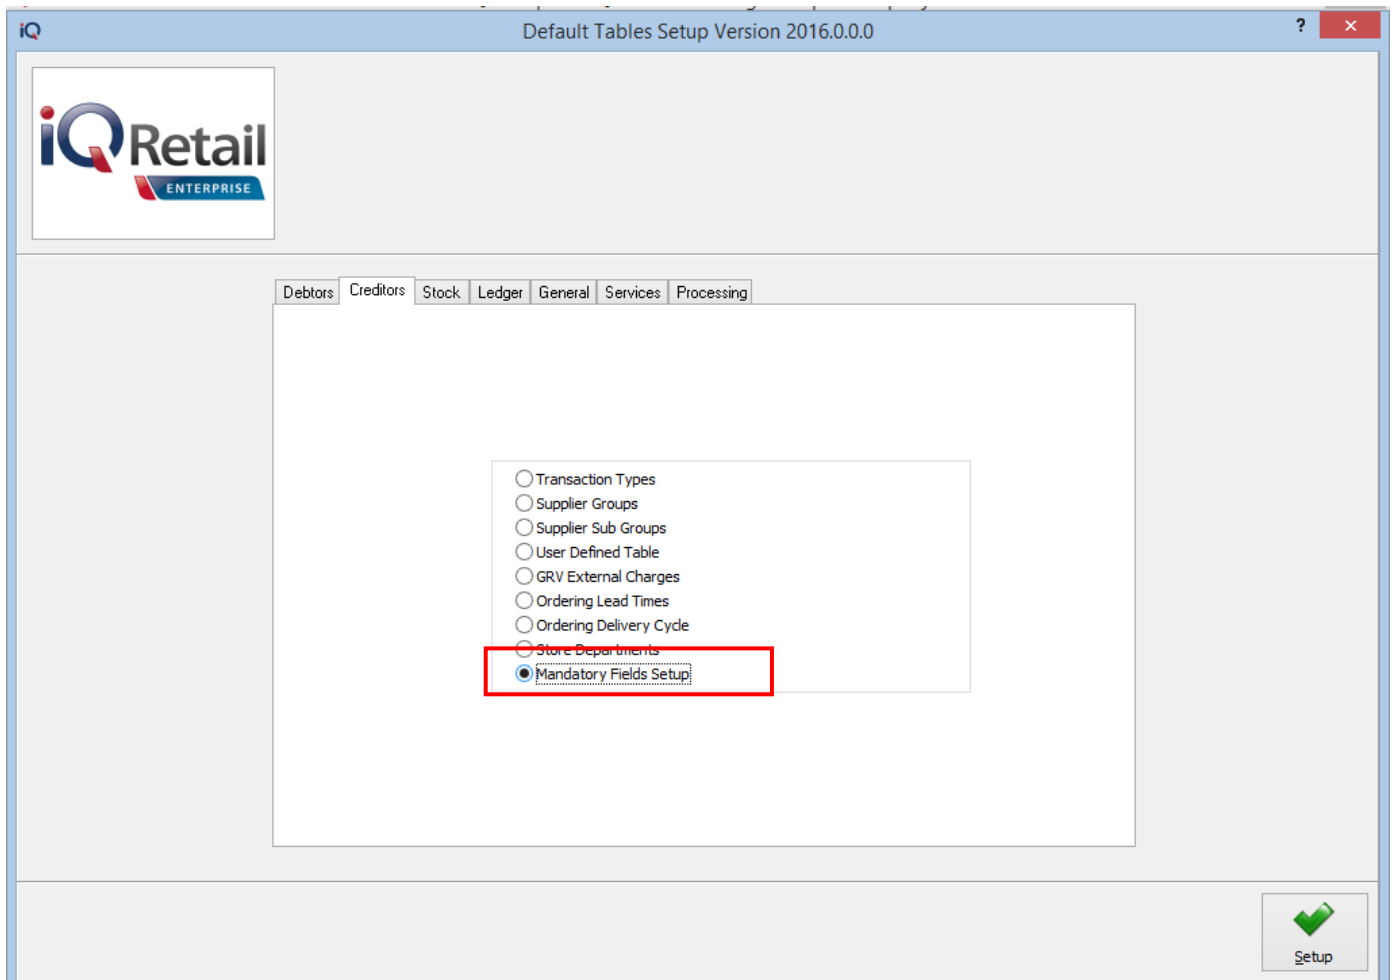 iQ
Default Tables Setup Version 2016.0.0.0
?
iQ Retail
ENTERPRISE
Debtors
Creditors
Stock
Ledger
General
Services
Processing
Transaction Types
Supplier Groups
Supplier Sub Groups
User Defined Table
GRV External Charges
Ordering Lead Times
Ordering Delivery Cycle
Store Departments
Mandatory Fields Setup
Setup